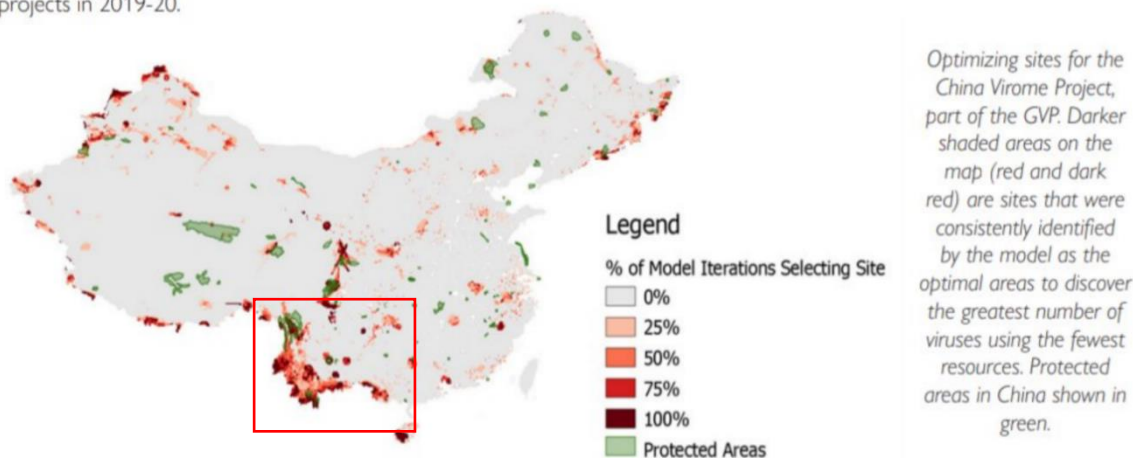 projects in 2019-20.
Optimizing sites for the
China Virome Project,
part of the GVP. Darker
shaded areas on the
map (red and dark
red) are sites that were
consistently identified
by the model as the
optimal areas to discover
the greatest number of
viruses using the fewest
resources. Protected
areas in China shown in
green.
Legend
% of Model Iterations Selecting Site
0%
25%
50%
75%
100%
Protected Areas